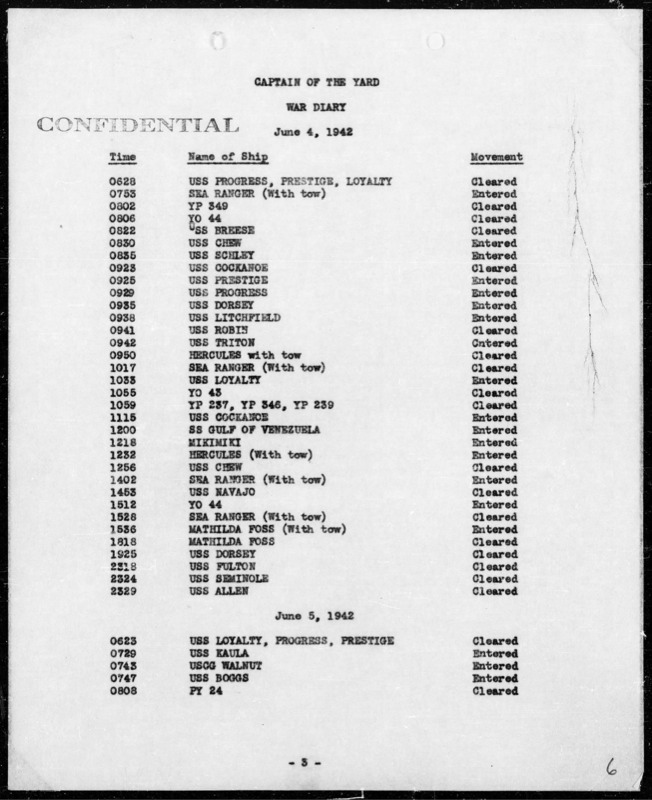 CAPTAIN OF THE YARD
WAR DIARY
CONFIDENTIAL
June 4, 1942
Time Name of Ship Movement
0628 USS PROGRESS, PRESTIGE, LOYALTY Cleared
0753 SEA RANGER (With tow) Entered
0802 YP 349 Cleared
0806 YO 44 Cleared
0822 USS BREESE Cleared
0830 USS CHEW Entered
0835 USS SCHLEY Entered
0923 USS COCKANOE Cleared
0925 USS PRESTIGE Entered
0929 USS PROGRESS Entered
0935 USS DORSEY Entered
0938 USS LITCHFIELD Entered
0941 USS ROBIN Cleared
0942 USS TRITON Cntered
0950 HERCULES with tow Cleared
1017 SEA RANGER (With tow) Cleared
1033 USS LOYALTY Entered
1055 YO 43 Cleared
1059 YP 237, YP 346, YP 239 Cleared
1115 USS COCKANOE Entered
1200 SS GULF OF VENEZUELA Entered
1218 MIKIMIKI Entered
1232 HERCULES (With tow) Entered
1256 USS CHEW Cleared
1402 SEA RANGER (With tow) Entered
1453 USS NAVAJO Cleared
1512 YO 44 Entered
1528 SEA RANGER (With tow) Cleared
1536 MATHILDA FOSS (With tow) Entered
1818 MATHILDA FOSS Cleared
1925 USS DORSEY Cleared
2318 USS FULTON Cleared
2324 USS SEMINOLE Cleared
2329 USS ALLEN Cleared
June 5, 1942
0623 USS LOYALTY, PROGRESS, PRESTIGE Cleared
0729 USS KAULA Entered
0743 USCG WALNUT Entered
0747 USS BOGGS Entered
0808 PY 24 Cleared
- 3 -
6